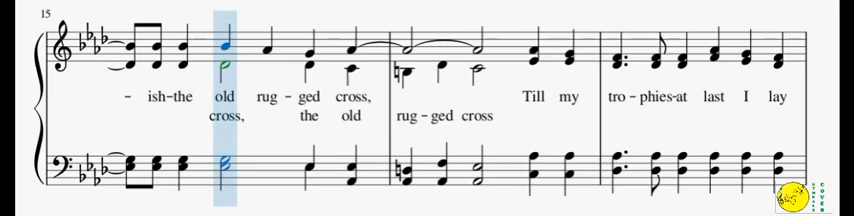 15
- ish-the old rug - ged cross, Till my tro - phies-at last I lay
cross, the old rug - ged cross